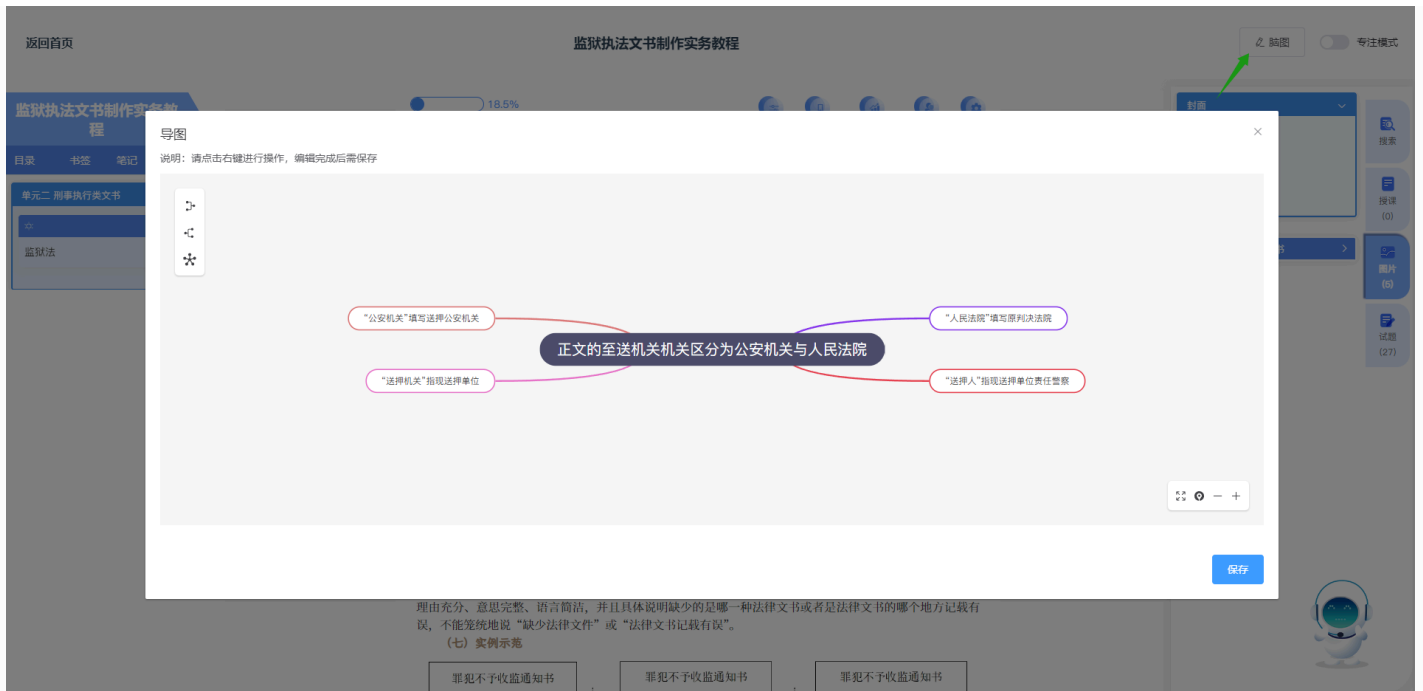 返回首页
监狱执法文书制作实务教程
脑图
专注模式
监狱执法文书制作实务教
程
18.5%
封面
目录
书签
笔记
搜索
导图
说明：请点击右键进行操作，编辑完成后需保存
单元二 刑事执行类文书
监狱法
授课
(0)
图片
(5)
试题
(27)
“公安机关”填写送押公安机关
“人民法院”填写原判决法院
正文的至送机关机关区分为公安机关与人民法院
“送押机关”指现送押单位
“送押人”指现送押单位责任警察
保存
理由充分、意思完整、语言简洁，并且具体说明缺少的是哪一种法律文书或者是法律文书的哪个地方记载有
误，不能笼统地说“缺少法律文件”或“法律文书记载有误”。
（七）实例示范
罪犯不予收监通知书
罪犯不予收监通知书
罪犯不予收监通知书